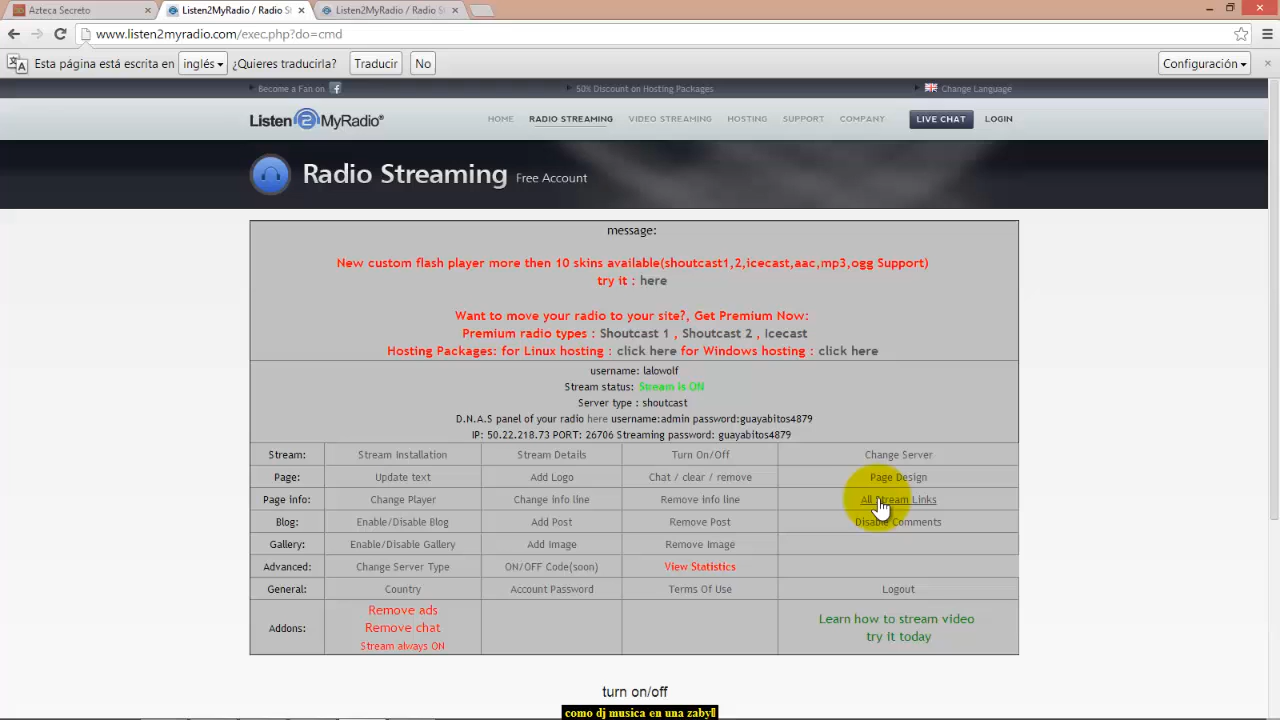 Azteca Secreto
Listen2MyRadio / Radio St
Listen2MyRadio / Radio St
www.listen2myradio.com/exec.php?do=cmd
Esta página está escrita en inglés ¿Quieres traducirla? Traducir No Configuración
Become a Fan on f
50% Discount on Hosting Packages
Change Language
Listen2MyRadio®
HOME RADIO STREAMING VIDEO STREAMING HOSTING SUPPORT COMPANY LIVE CHAT LOGIN
Radio Streaming Free Account
message:
New custom flash player more then 10 skins available(shoutcast1,2,icecast,aac,mp3,ogg Support)
try it : here
Want to move your radio to your site?, Get Premium Now:
Premium radio types : Shoutcast 1 , Shoutcast 2 , Icecast
Hosting Packages: for Linux hosting : click here for Windows hosting : click here
username: lalowolf
Stream status: Stream is ON
Server type : shoutcast
D.N.A.S panel of your radio here username:admin password:guayabitos4879
IP: 50.22.218.73 PORT: 26706 Streaming password: guayabitos4879
Stream: Stream Installation Stream Details Turn On/Off Change Server
Page: Update text Add Logo Chat / clear / remove Page Design
Page info: Change Player Change info line Remove info line All Stream Links
Blog: Enable/Disable Blog Add Post Remove Post Disable Comments
Gallery: Enable/Disable Gallery Add Image Remove Image
Advanced: Change Server Type ON/OFF Code(soon) View Statistics
General: Country Account Password Terms Of Use Logout
Addons:
Remove ads
Remove chat
Stream always ON
Learn how to stream video
try it today
turn on/off
como dj musica en una zaby